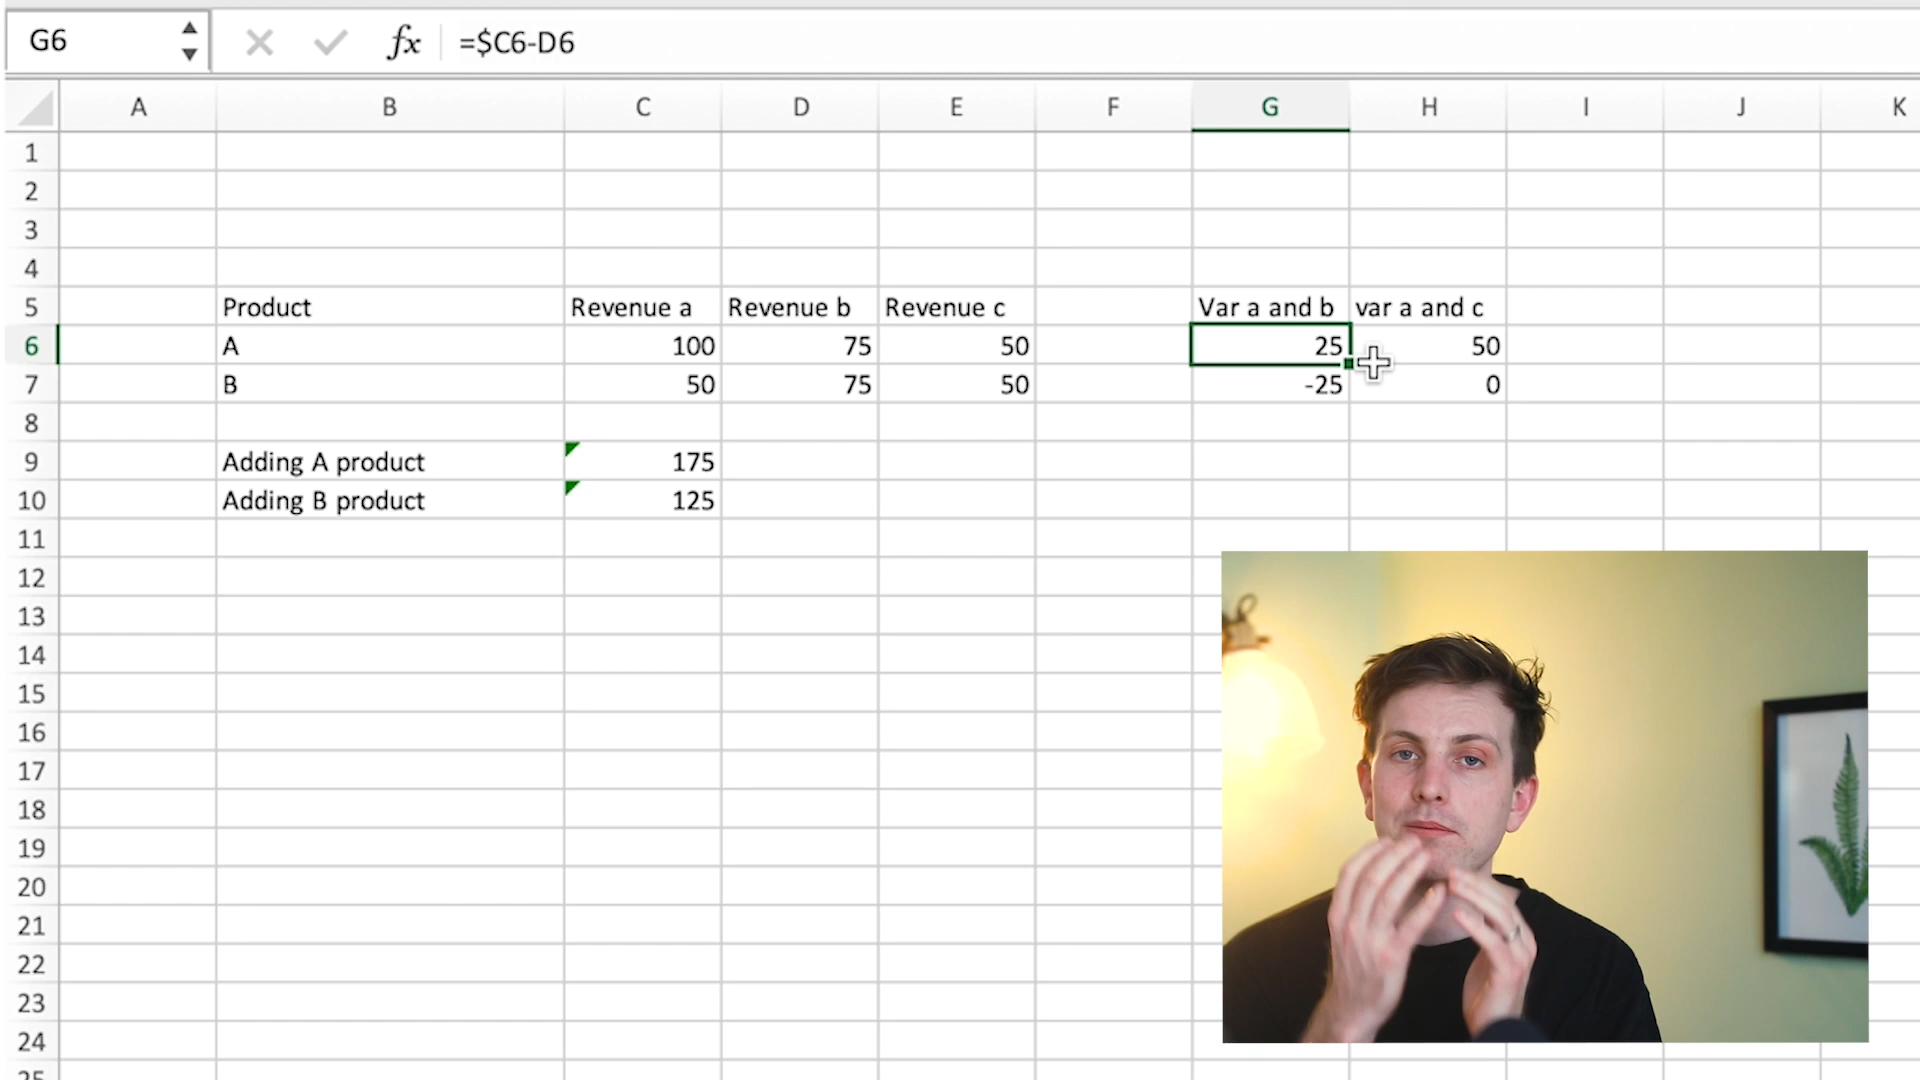 G6 fx =$C6-D6
A B C D E F G H I J K
1
2
3
4
5 Product Revenue a Revenue b Revenue c Var a and b var a and c
6 A 100 75 50 25 50
7 B 50 75 50 -25 0
8
9 Adding A product 175
10 Adding B product 125
11
12
13
14
15
16
17
18
19
20
21
22
23
24
25